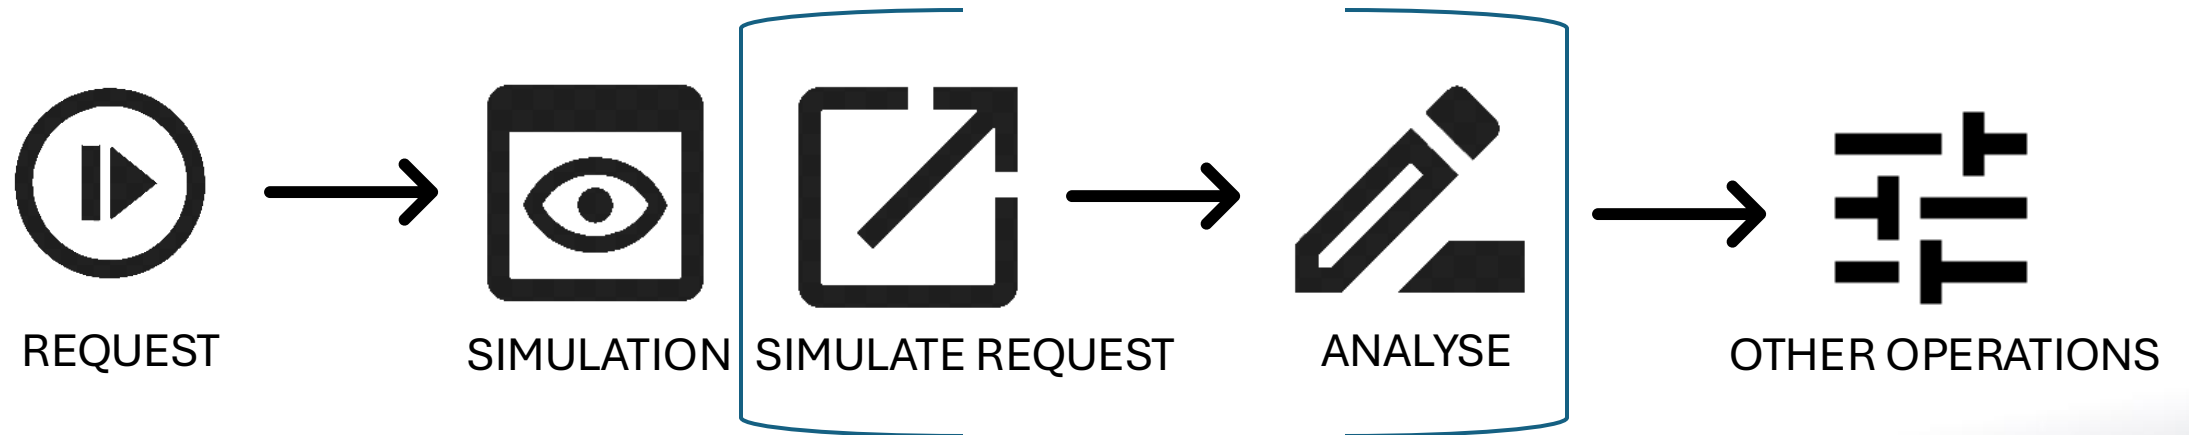 REQUEST
SIMULATION
SIMULATE REQUEST
ANALYSE
OTHER OPERATIONS